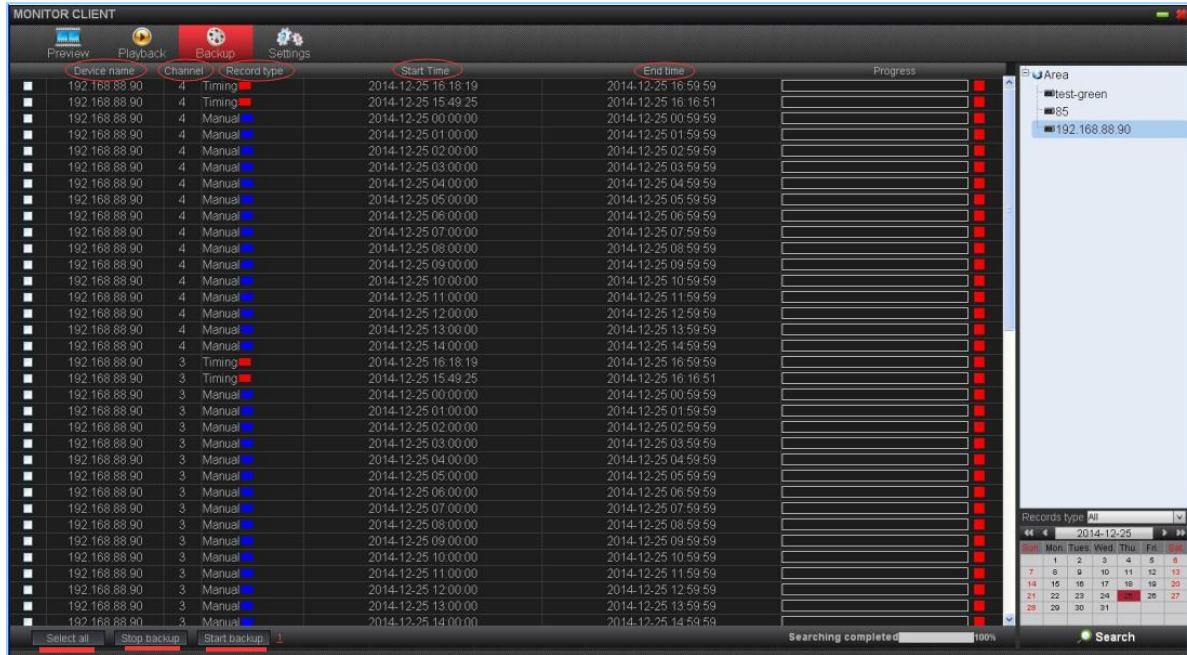 MONITOR CLIENT
Preview Playback Backup Settings
Device name Channel Record type Start Time End time Progress
192.168.88.90 4 Timing 2014-12-25 16:18:19 2014-12-25 16:59:59
192.168.88.90 4 Timing 2014-12-25 15:49:25 2014-12-25 16:16:51
192.168.88.90 4 Manual 2014-12-25 00:00:00 2014-12-25 00:59:59
192.168.88.90 4 Manual 2014-12-25 01:00:00 2014-12-25 01:59:59
192.168.88.90 4 Manual 2014-12-25 02:00:00 2014-12-25 02:59:59
192.168.88.90 4 Manual 2014-12-25 03:00:00 2014-12-25 03:59:59
192.168.88.90 4 Manual 2014-12-25 04:00:00 2014-12-25 04:59:59
192.168.88.90 4 Manual 2014-12-25 05:00:00 2014-12-25 05:59:59
192.168.88.90 4 Manual 2014-12-25 06:00:00 2014-12-25 06:59:59
192.168.88.90 4 Manual 2014-12-25 07:00:00 2014-12-25 07:59:59
192.168.88.90 4 Manual 2014-12-25 08:00:00 2014-12-25 08:59:59
192.168.88.90 4 Manual 2014-12-25 09:00:00 2014-12-25 09:59:59
192.168.88.90 4 Manual 2014-12-25 10:00:00 2014-12-25 10:59:59
192.168.88.90 4 Manual 2014-12-25 11:00:00 2014-12-25 11:59:59
192.168.88.90 4 Manual 2014-12-25 12:00:00 2014-12-25 12:59:59
192.168.88.90 4 Manual 2014-12-25 13:00:00 2014-12-25 13:59:59
192.168.88.90 4 Manual 2014-12-25 14:00:00 2014-12-25 14:59:59
192.168.88.90 3 Timing 2014-12-25 16:18:19 2014-12-25 16:59:59
192.168.88.90 3 Timing 2014-12-25 15:49:25 2014-12-25 16:16:51
192.168.88.90 3 Manual 2014-12-25 00:00:00 2014-12-25 00:59:59
192.168.88.90 3 Manual 2014-12-25 01:00:00 2014-12-25 01:59:59
192.168.88.90 3 Manual 2014-12-25 02:00:00 2014-12-25 02:59:59
192.168.88.90 3 Manual 2014-12-25 03:00:00 2014-12-25 03:59:59
192.168.88.90 3 Manual 2014-12-25 04:00:00 2014-12-25 04:59:59
192.168.88.90 3 Manual 2014-12-25 05:00:00 2014-12-25 05:59:59
192.168.88.90 3 Manual 2014-12-25 06:00:00 2014-12-25 06:59:59
192.168.88.90 3 Manual 2014-12-25 07:00:00 2014-12-25 07:59:59
192.168.88.90 3 Manual 2014-12-25 08:00:00 2014-12-25 08:59:59
192.168.88.90 3 Manual 2014-12-25 09:00:00 2014-12-25 09:59:59
192.168.88.90 3 Manual 2014-12-25 10:00:00 2014-12-25 10:59:59
192.168.88.90 3 Manual 2014-12-25 11:00:00 2014-12-25 11:59:59
192.168.88.90 3 Manual 2014-12-25 12:00:00 2014-12-25 12:59:59
192.168.88.90 3 Manual 2014-12-25 13:00:00 2014-12-25 13:59:59
192.168.88.90 3 Manual 2014-12-25 14:00:00 2014-12-25 14:59:59
Select all Stop backup Start backup 1 Searching completed 100%
Area
test-green
85
192.168.88.90
Records type All
2014-12-25
Sun. Mon. Tues. Wed. Thu. Fri. Sat.
1 2 3 4 5 6
7 8 9 10 11 12 13
14 15 16 17 18 19 20
21 22 23 24 25 26 27
28 29 30 31
Search